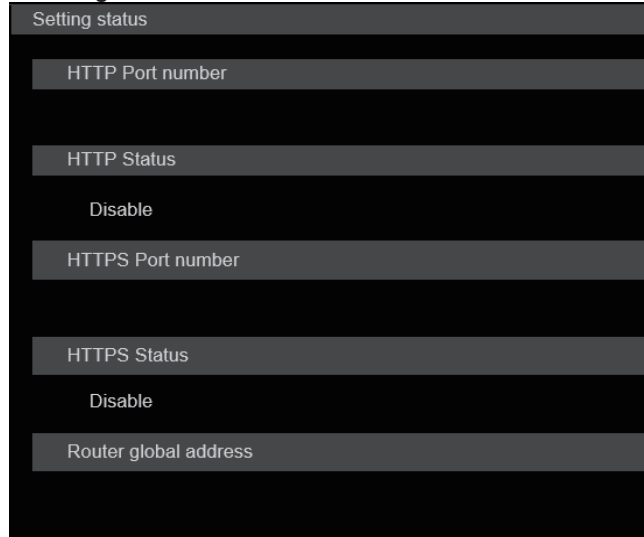 Setting status
HTTP Port number
HTTP Status
Disable
HTTPS Port number
HTTPS Status
Disable
Router global address